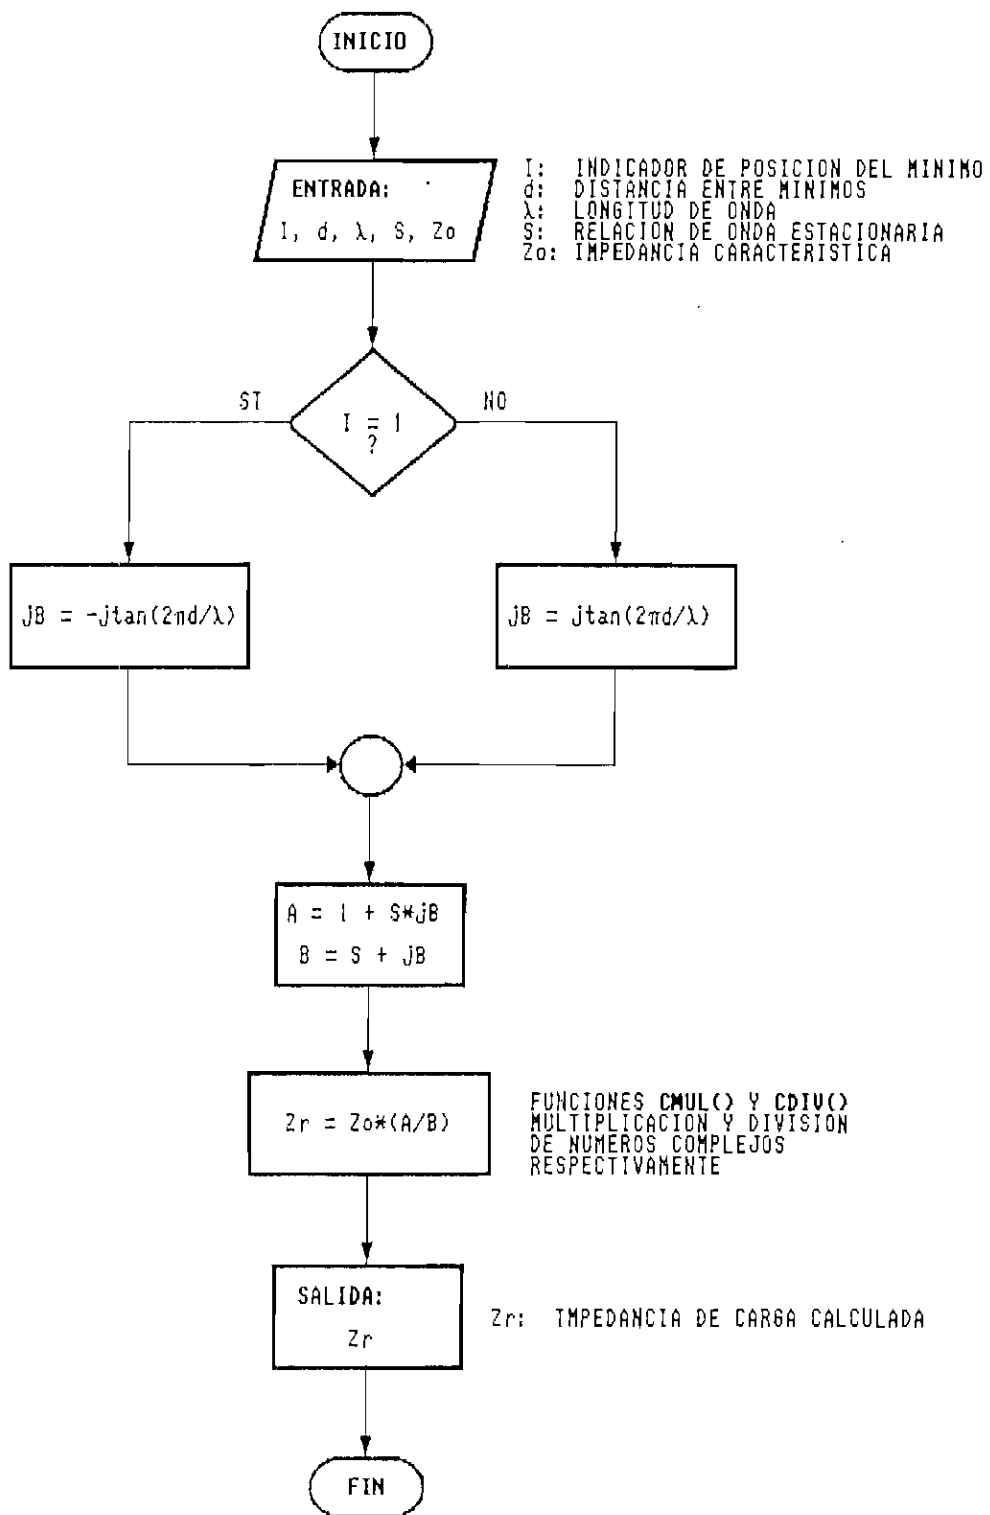 INICIO
ENTRADA:
I, d, λ, S, Zo
I: INDICADOR DE POSICION DEL MINIMO
d: DISTANCIA ENTRE MINIMOS
λ: LONGITUD DE ONDA
S: RELACION DE ONDA ESTACIONARIA
Zo: IMPEDANCIA CARACTERISTICA
SI
I = 1
?
NO
jB = -jtan(2πd/λ)
jB = jtan(2πd/λ)
A = 1 + S*jB
B = S + jB
Zr = Zo*(A/B)
FUNCIONES CMUL() Y CDIV()
MULTIPLICACION Y DIVISION
DE NUMEROS COMPLEJOS
RESPECTIVAMENTE
SALIDA:
Zr
Zr: IMPEDANCIA DE CARGA CALCULADA
FIN